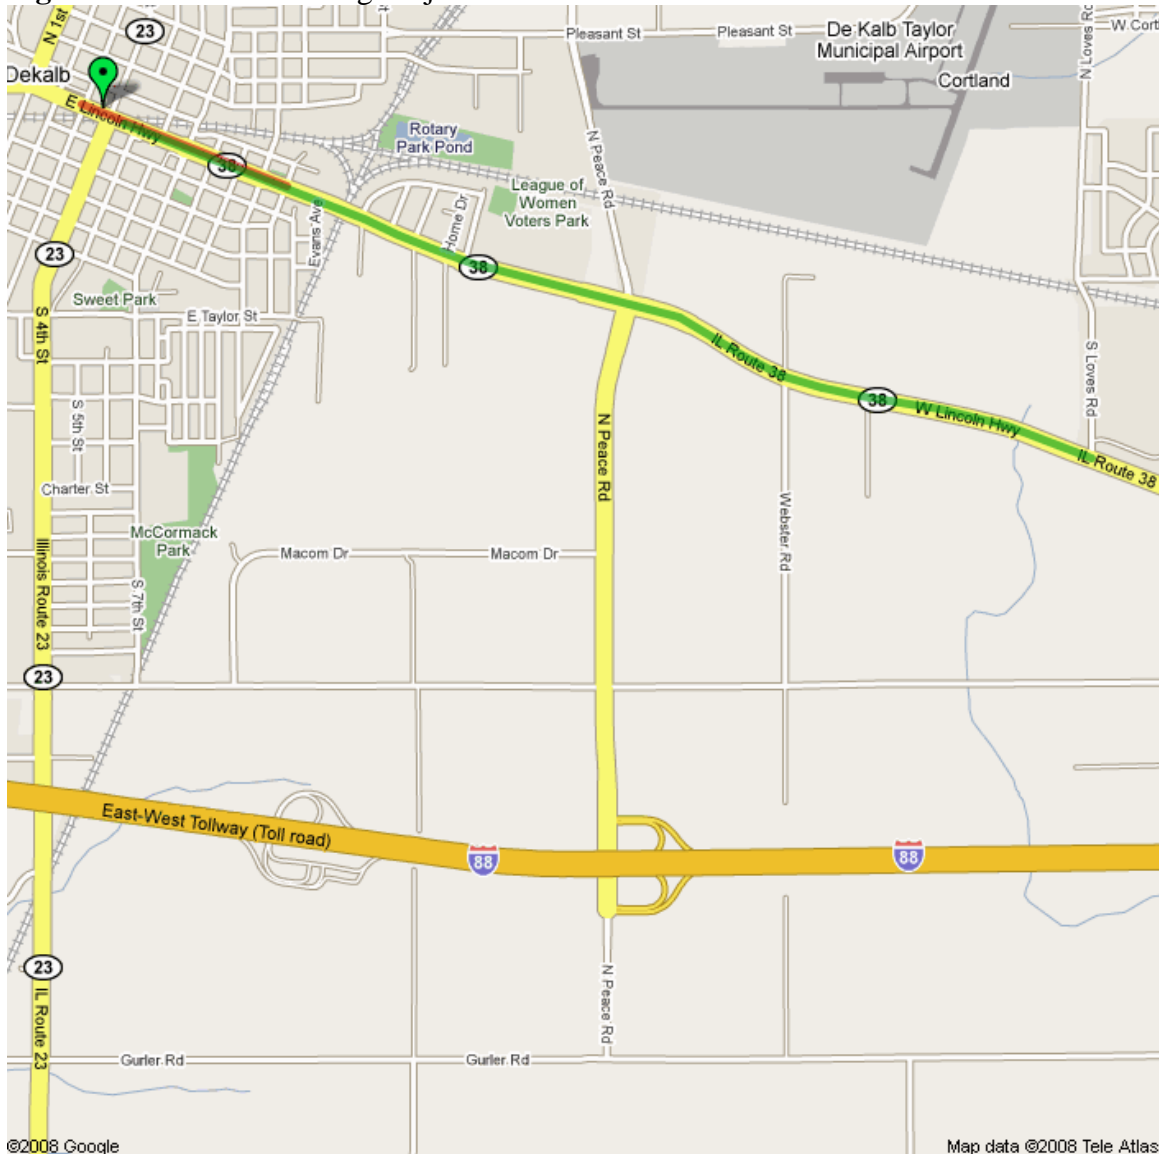 N 1st
23
Pleasant St
Pleasant St
De Kalb Taylor
Municipal Airport
N Loves Rd
W Cort
Dekalb
Cortland
E Lincoln Hwy
38
Rotary
Park Pond
N Peace Rd
League of
Women
Voters Park
Evans Ave
Home Dr
38
23
Sweet Park
E Taylor St
S 4th St
IL Route 38
S Loves Rd
38
W Lincoln Hwy
IL Route 38
S 5th St
N Peace Rd
Charter St
Webster Rd
McCormack
Park
Macom Dr
Macom Dr
Illinois Route 23
S 7th St
23
East-West Tollway (Toll road)
88
88
23
N Peace Rd
IL Route 23
Gurler Rd
Gurler Rd
©2008 Google
Map data ©2008 Tele Atlas